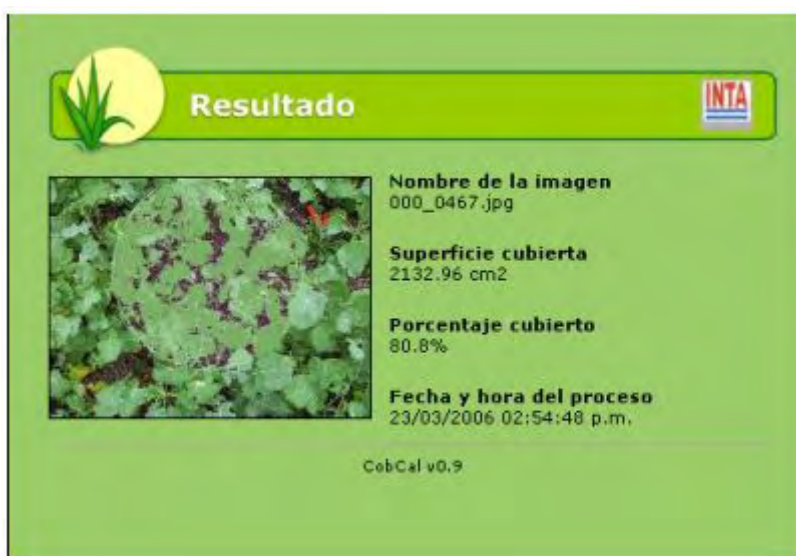 Resultado
INTA
Nombre de la imagen
000_0467.jpg
Superficie cubierta
2132.96 cm2
Porcentaje cubierto
80.8%
Fecha y hora del proceso
23/03/2006 02:54:48 p.m.
CobCal v0.9